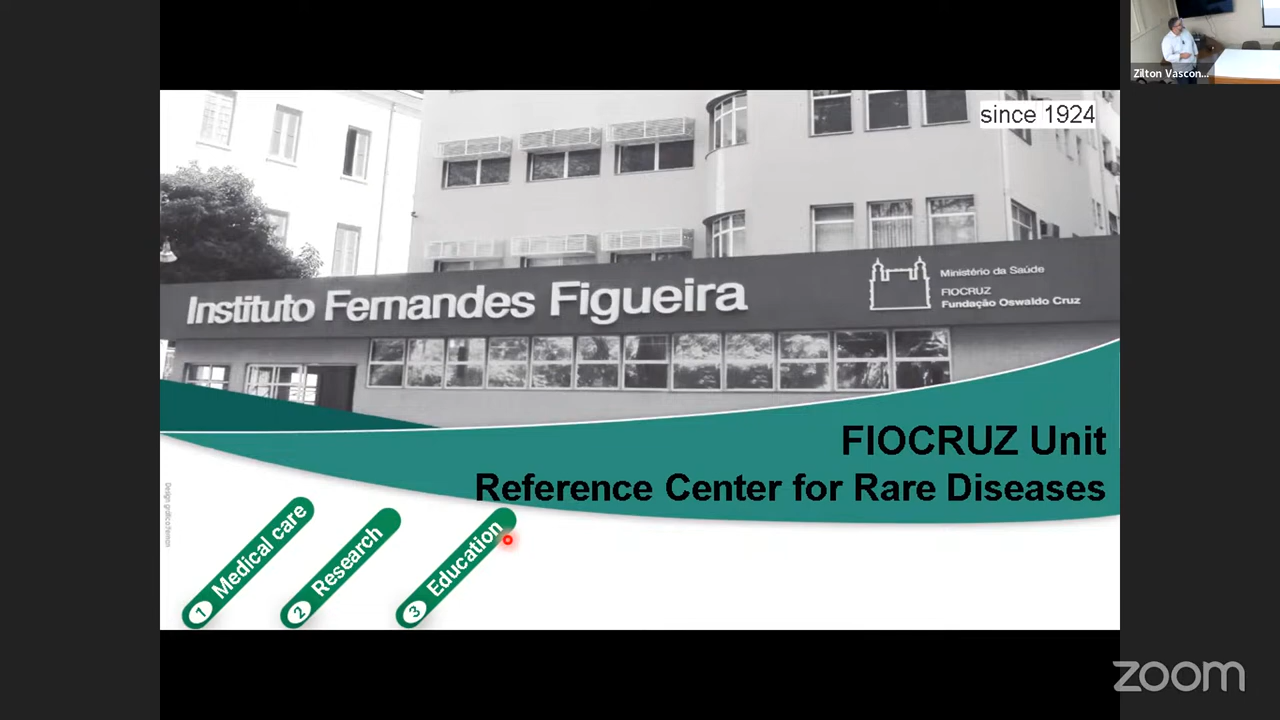 Zilton Vascon...
since 1924
Instituto Fernandes Figueira
Ministério da Saúde
FIOCRUZ
Fundação Oswaldo Cruz
FIOCRUZ Unit
Reference Center for Rare Diseases
1 Medical care
2 Research
3 Education
zoom